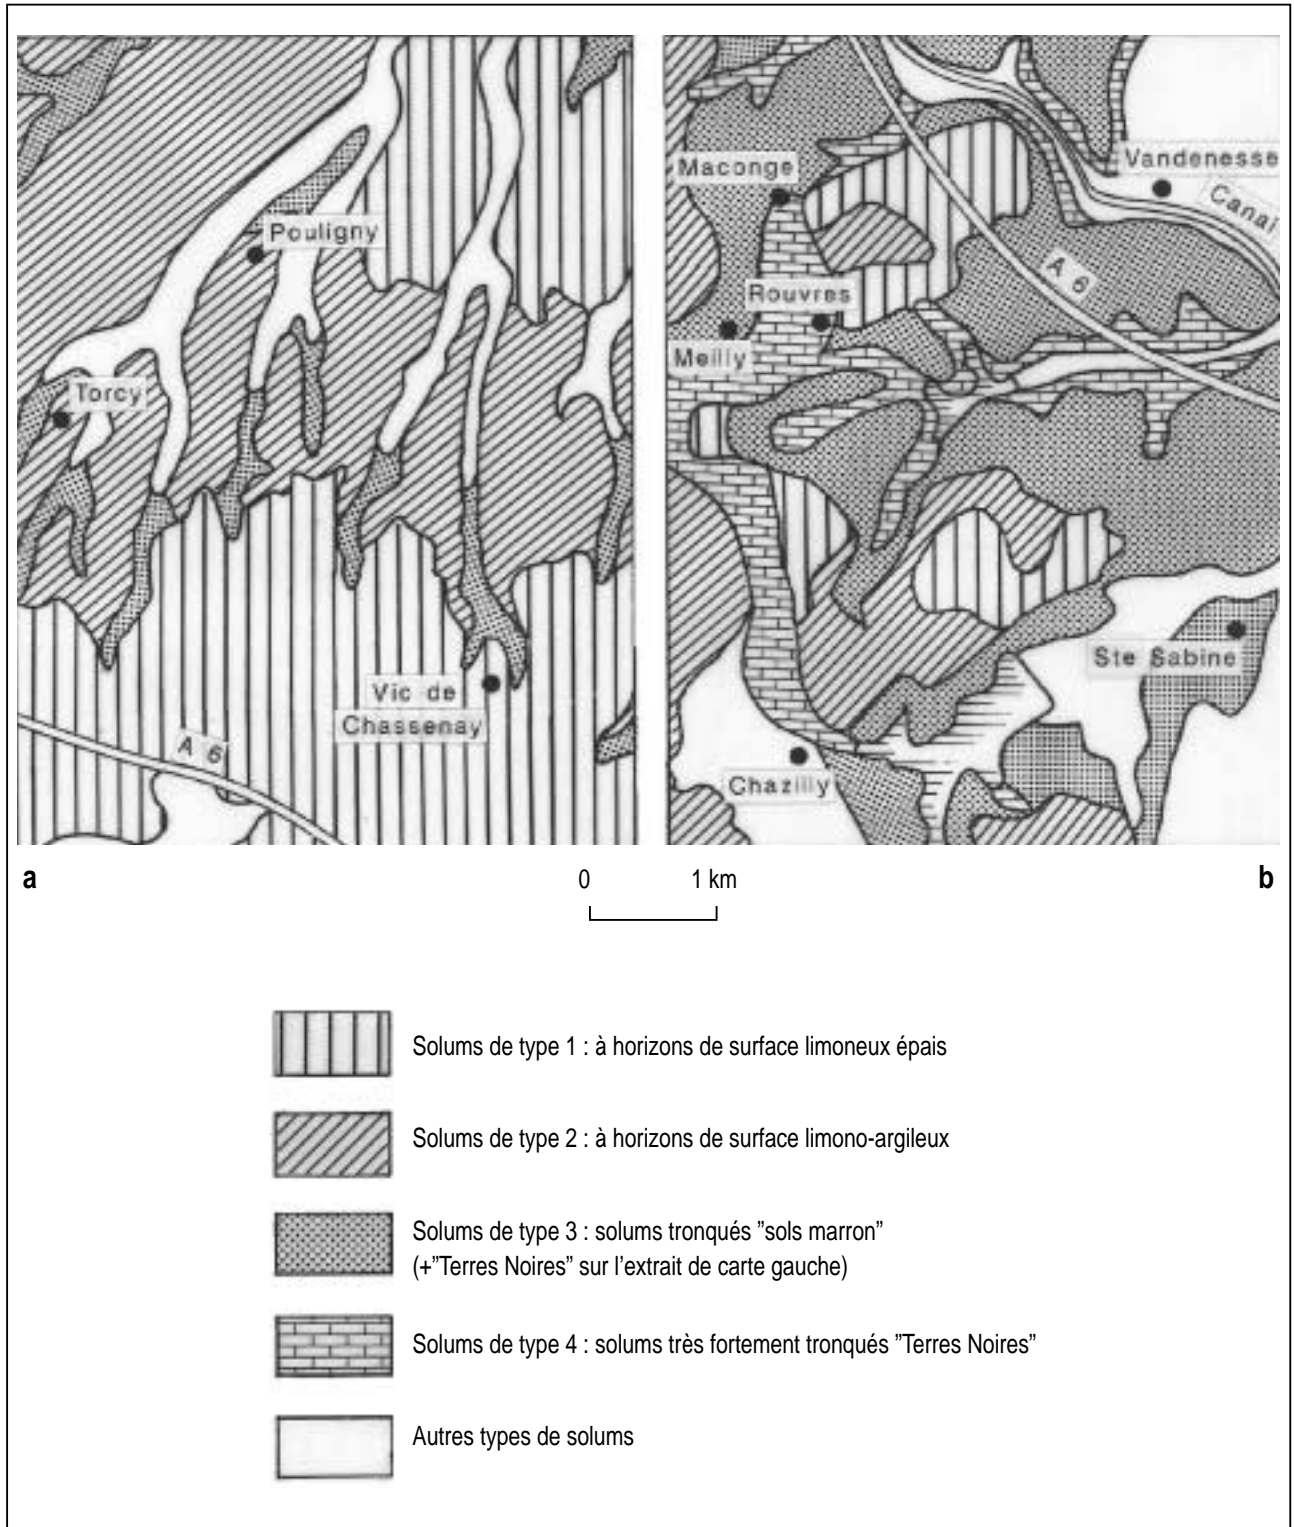 Pouligny
Torcy
Vic de
Chassenay
A 6
Maconge
Vandenesse
Canal
A 6
Rouvres
Meilly
Ste Sabine
Chazilly
a
0 1 km
b
Solums de type 1 : à horizons de surface limoneux épais
Solums de type 2 : à horizons de surface limono-argileux
Solums de type 3 : solums tronqués ”sols marron”
(+”Terres Noires” sur l’extrait de carte gauche)
Solums de type 4 : solums très fortement tronqués ”Terres Noires”
Autres types de solums